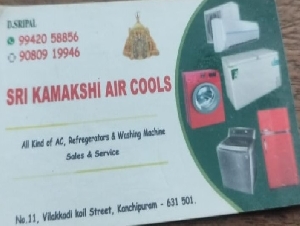 D.SRIPAL
99420 58856
90809 19946
SRI KAMAKSHI AIR COOLS
All Kind of AC, Refregerators & Washing Machine
Sales & Service
No.11, Vilakkadi koil Street, Kanchipuram - 631 501.